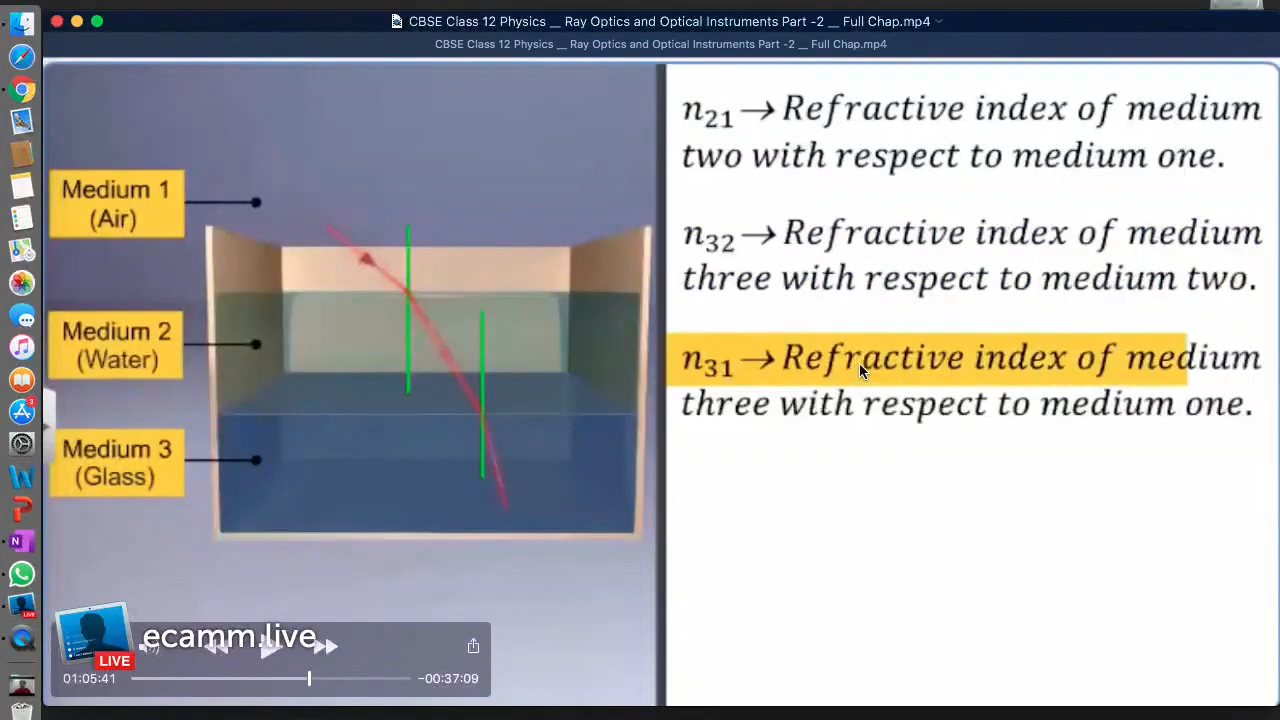 CBSE Class 12 Physics __ Ray Optics and Optical Instruments Part -2 __ Full Chap.mp4
CBSE Class 12 Physics __ Ray Optics and Optical Instruments Part -2 __ Full Chap.mp4
Medium 1
(Air)
Medium 2
(Water)
Medium 3
(Glass)
n₂₁→Refractive index of medium
two with respect to medium one.
n₃₂→Refractive index of medium
three with respect to medium two.
n₃₁→Refractive index of medium
three with respect to medium one.
ecamm.live
LIVE
01:05:41
−00:37:09
3
W
P
N
LIVE